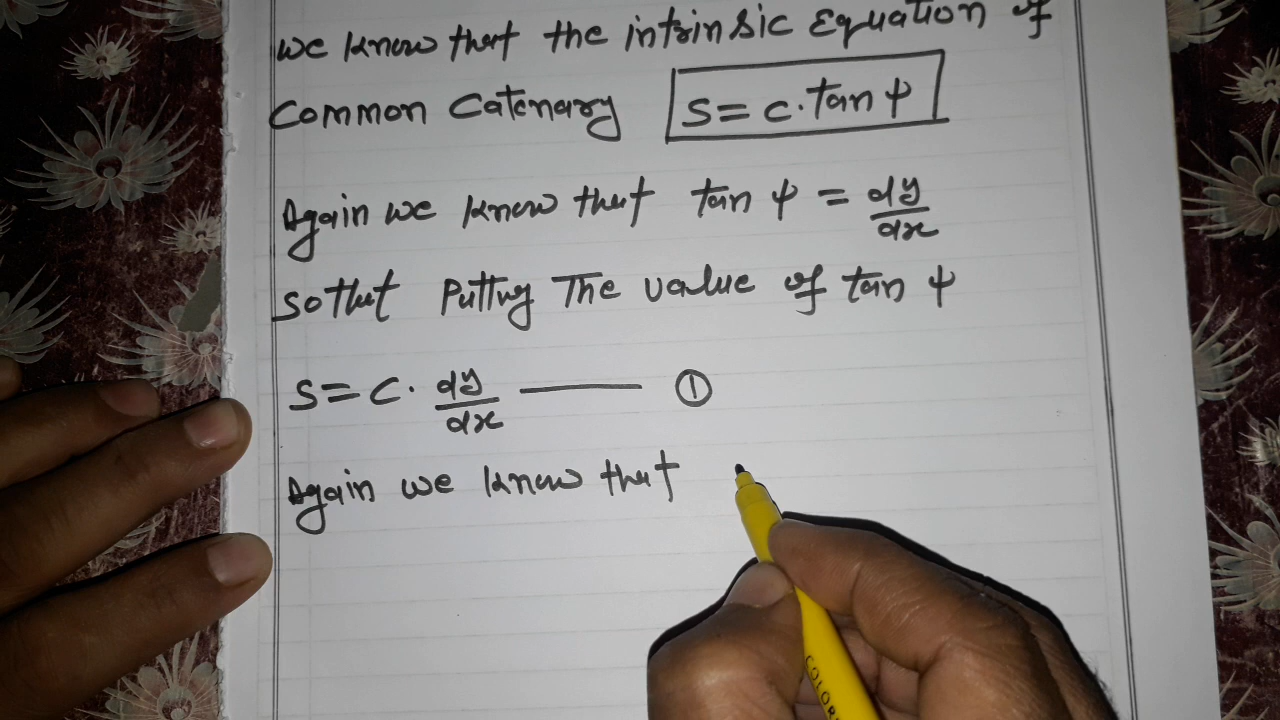 We know that the intrinsic Equation of
Common Catenary S = c. tan ψ
Again we know that tan ψ = dy/dx
So that Putting The value of tan ψ
S = C. dy/dx ——— ①
Again we know that
COLOR